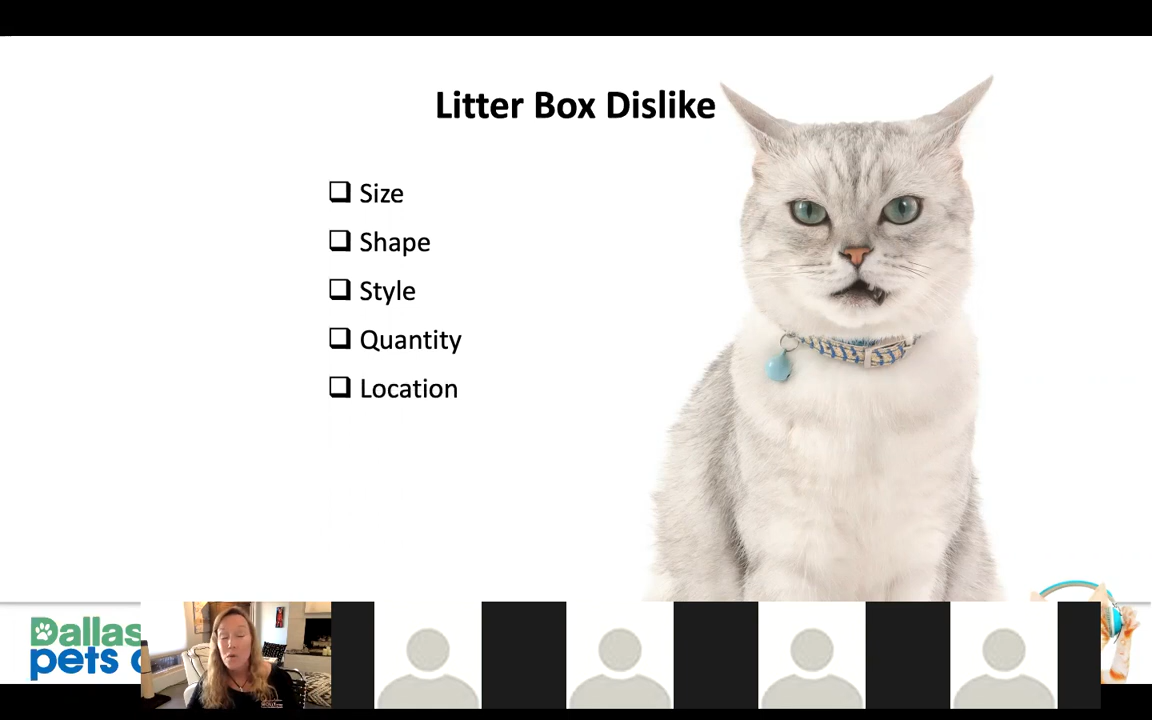 Litter Box Dislike
Size
Shape
Style
Quantity
Location
Dallas
pets